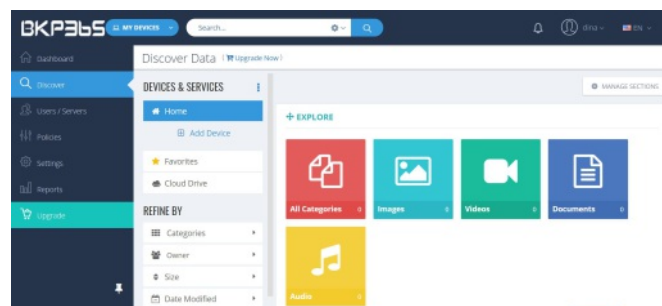 BKP365
MY DEVICES
Search...
dina
EN
Dashboard
Discover
Users / Servers
Policies
Settings
Reports
Upgrade
Discover Data ( Upgrade Now )
DEVICES & SERVICES
Home
Add Device
Favorites
Cloud Drive
REFINE BY
Categories
Owner
Size
Date Modified
MANAGE SECTIONS
EXPLORE
All Categories 0
Images 0
Videos 0
Documents 0
Audio 0